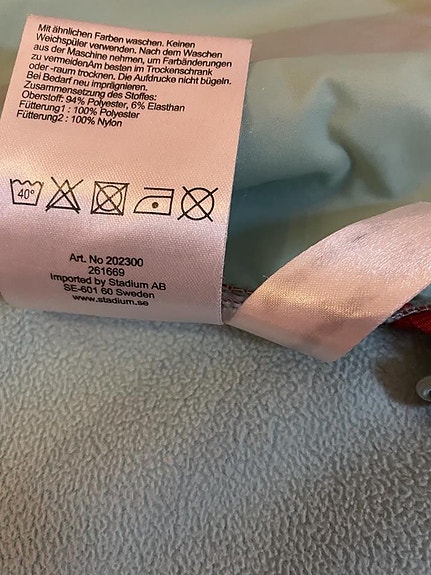 Mit ähnlichen Farben waschen. Keinen
Weichspüler verwenden. Nach dem Waschen
aus der Maschine nehmen, um Farbänderungen
zu vermeidenAm besten im Trockenschrank
oder -raum trocknen. Die Aufdrucke nicht bügeln.
Bei Bedarf neu imprägnieren.
Zusammensetzung des Stoffes:
Oberstoff: 94% Polyester, 6% Elasthan
Fütterung1 : 100% Polyester
Fütterung2 : 100% Nylon
40°
Art. No 202300
261669
Imported by Stadium AB
SE-601 60 Sweden
www.stadium.se